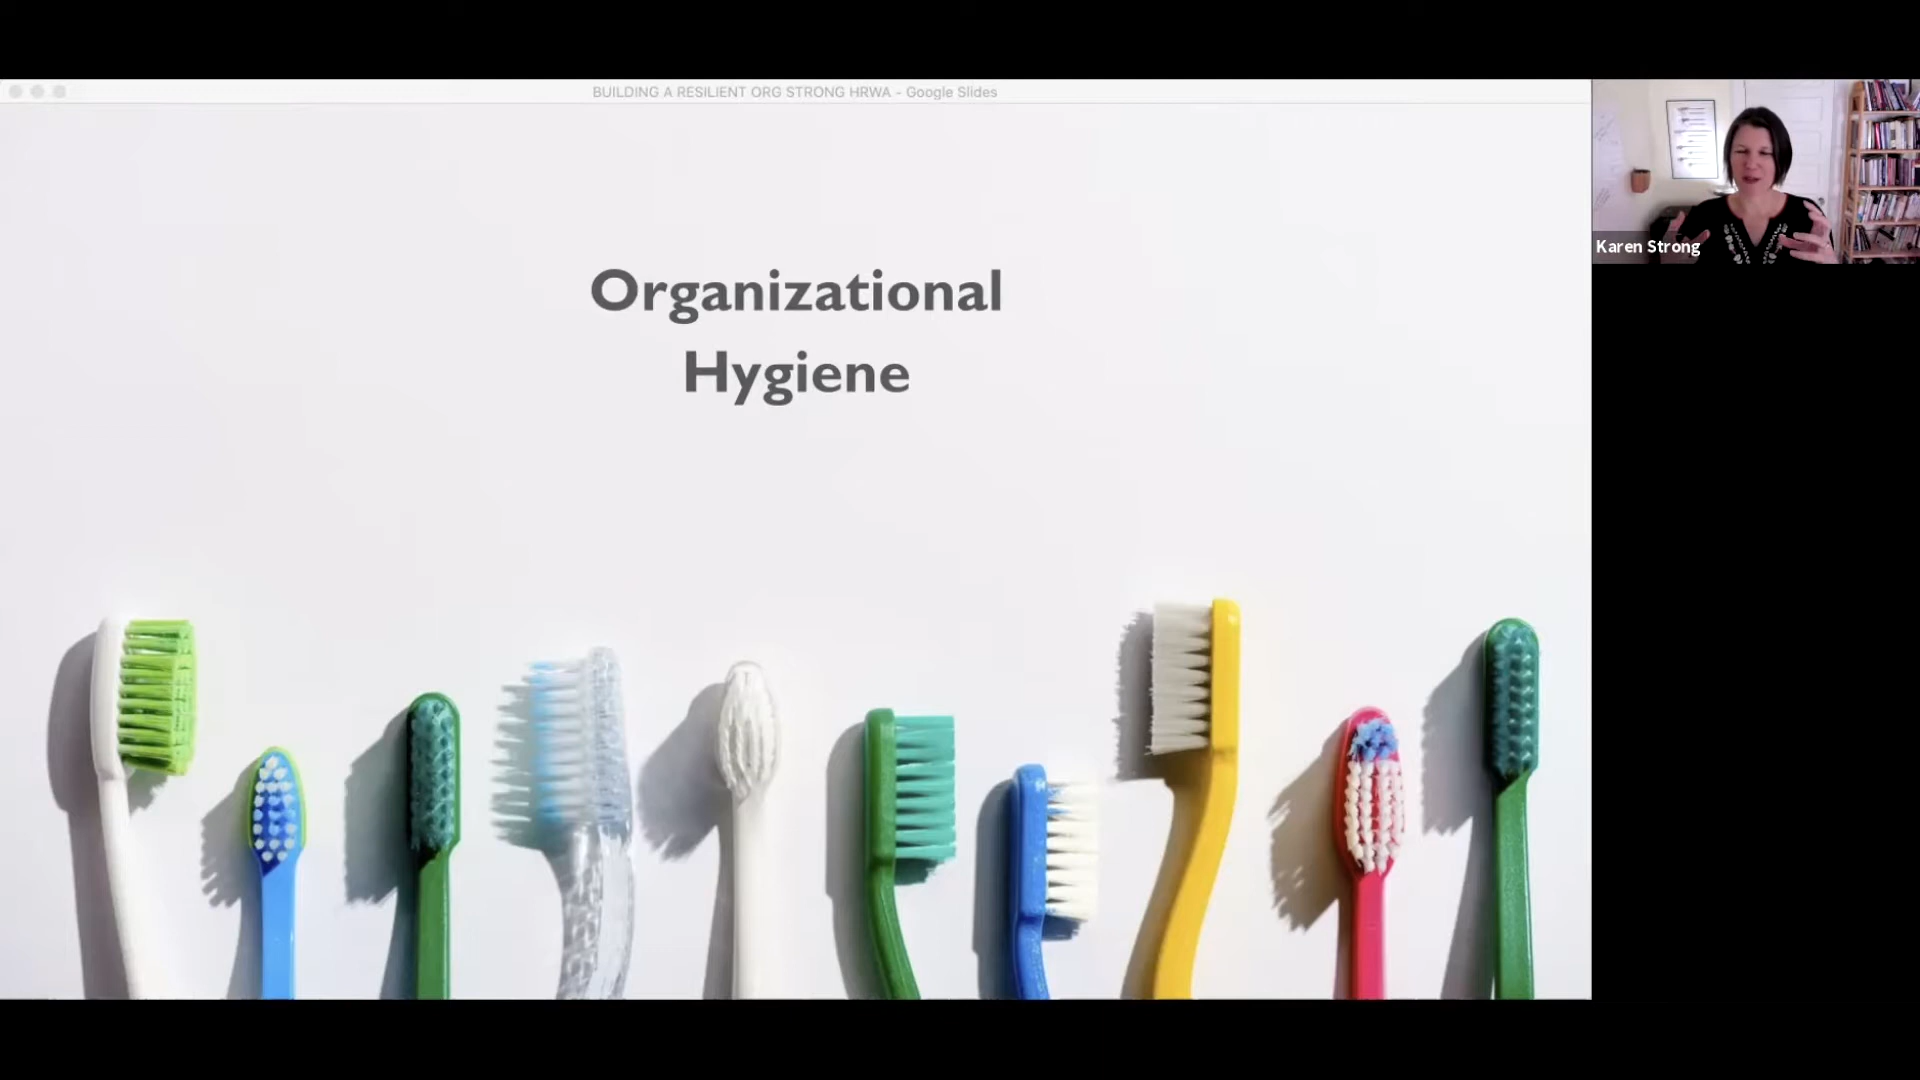 BUILDING A RESILIENT ORG STRONG HRWA - Google Slides
Organizational
Hygiene
Karen Strong